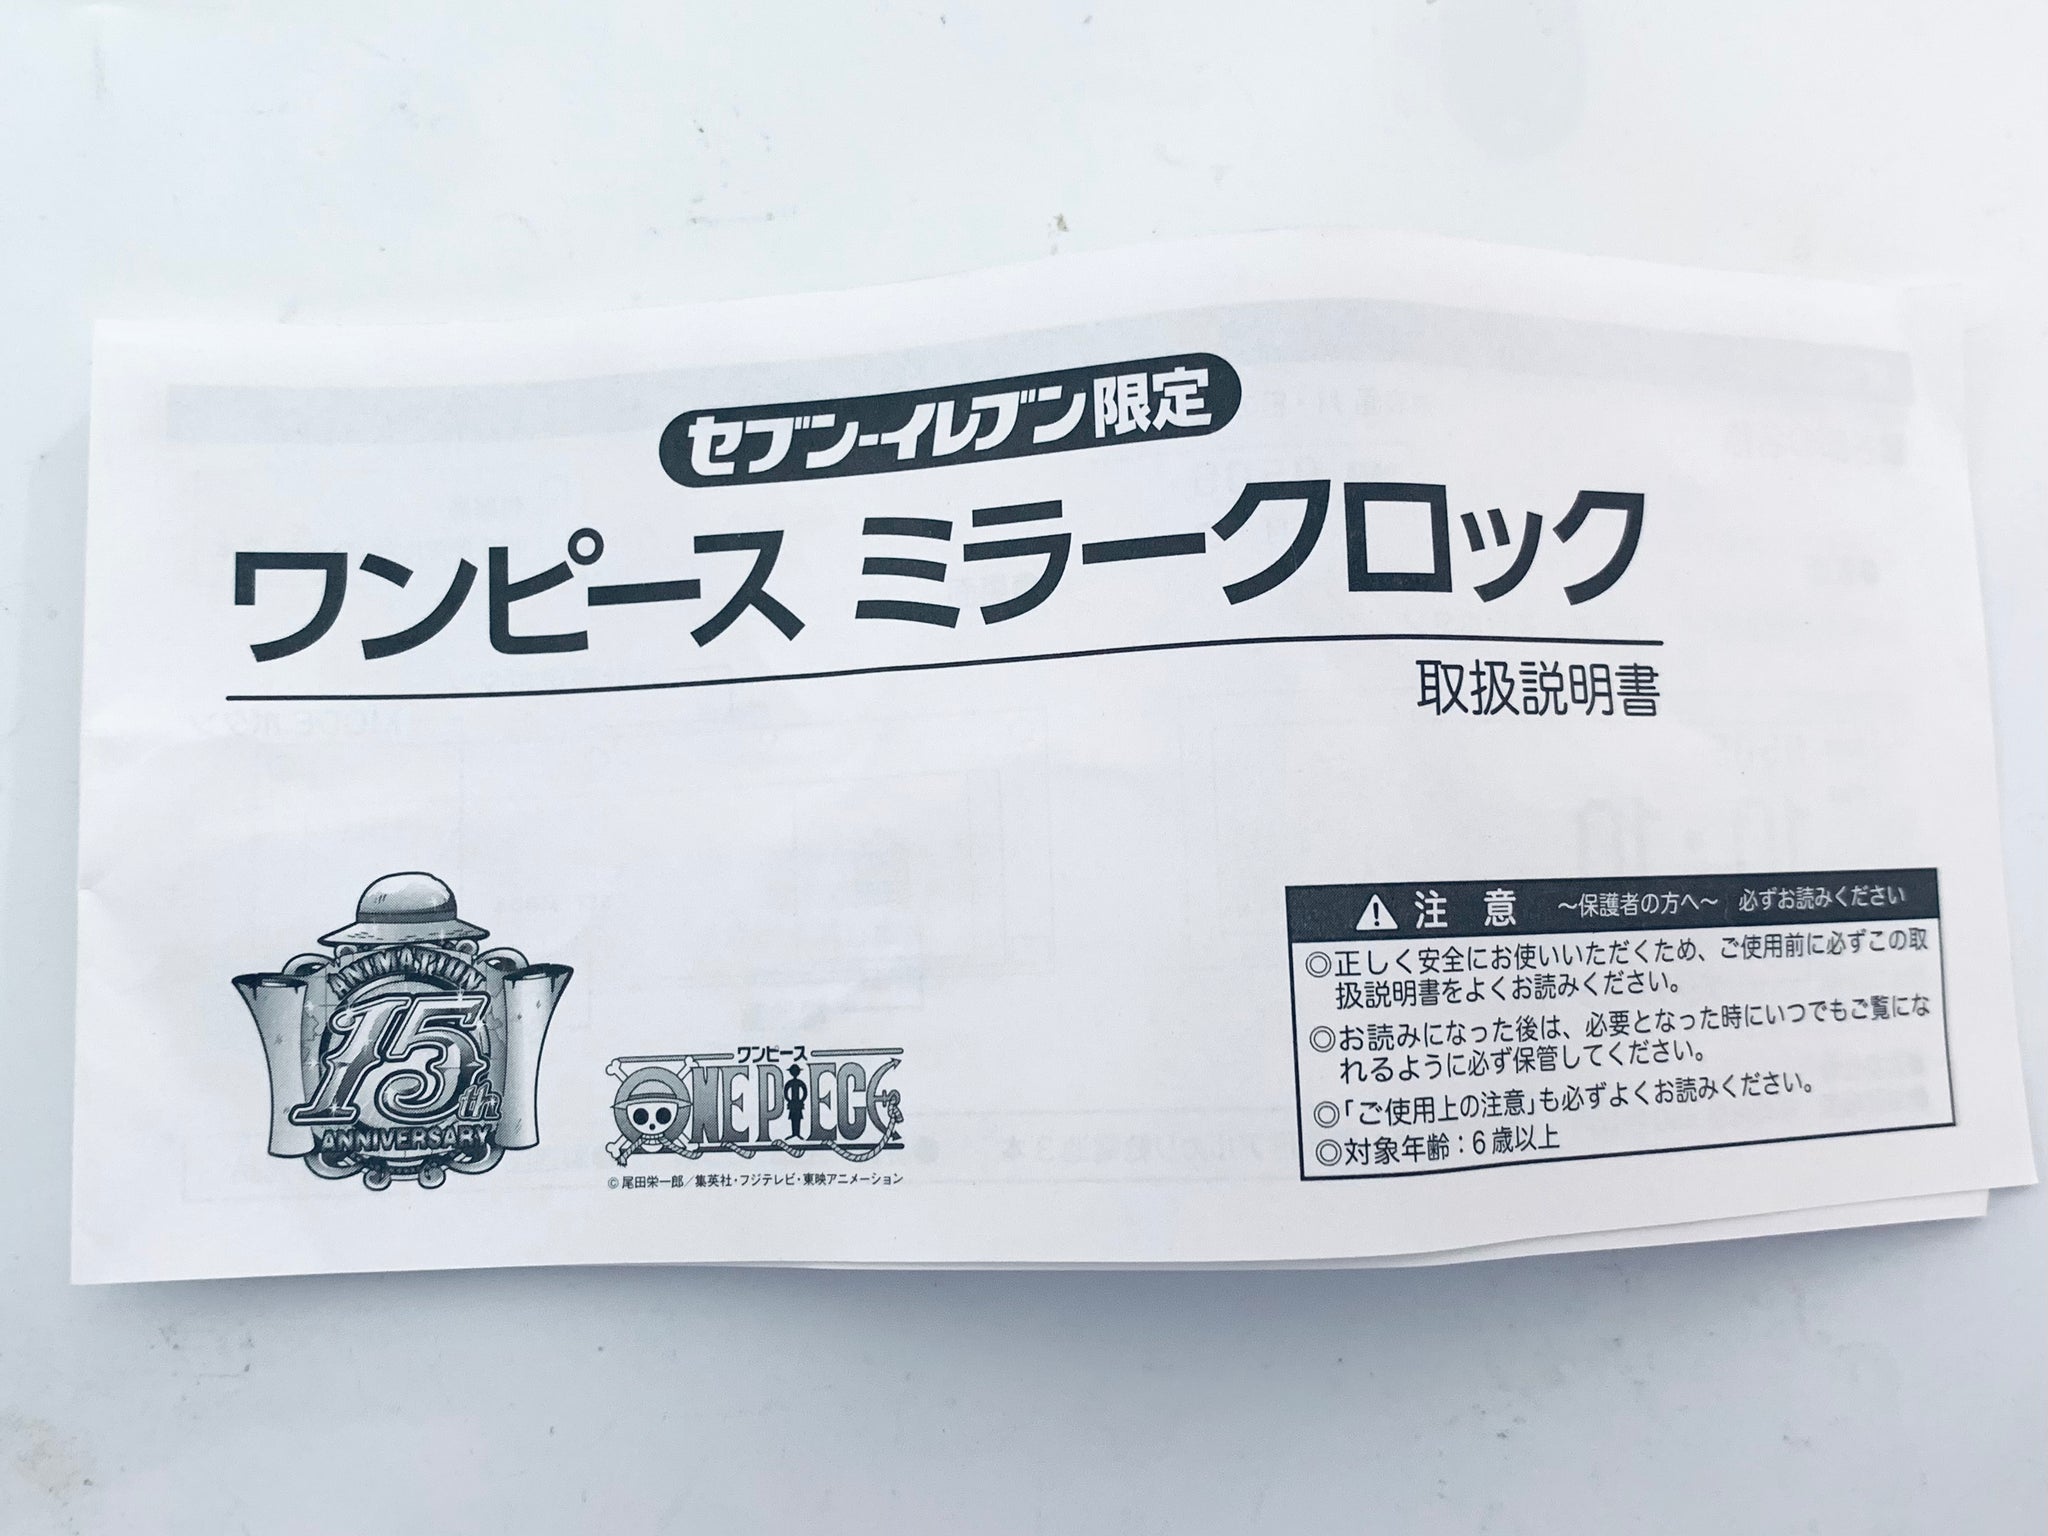 セブン-イレブン限定
ワンピース ミラークロック
取扱説明書
ANIMATION
15th
ANNIVERSARY
ワンピース
ONE PIECE
©尾田栄一郎／集英社・フジテレビ・東映アニメーション
注 意 ～保護者の方へ～ 必ずお読みください
◎正しく安全にお使いいただくため、ご使用前に必ずこの取
扱説明書をよくお読みください。
◎お読みになった後は、必要となった時にいつでもご覧にな
れるように必ず保管してください。
◎「ご使用上の注意」も必ずよくお読みください。
◎対象年齢：6歳以上